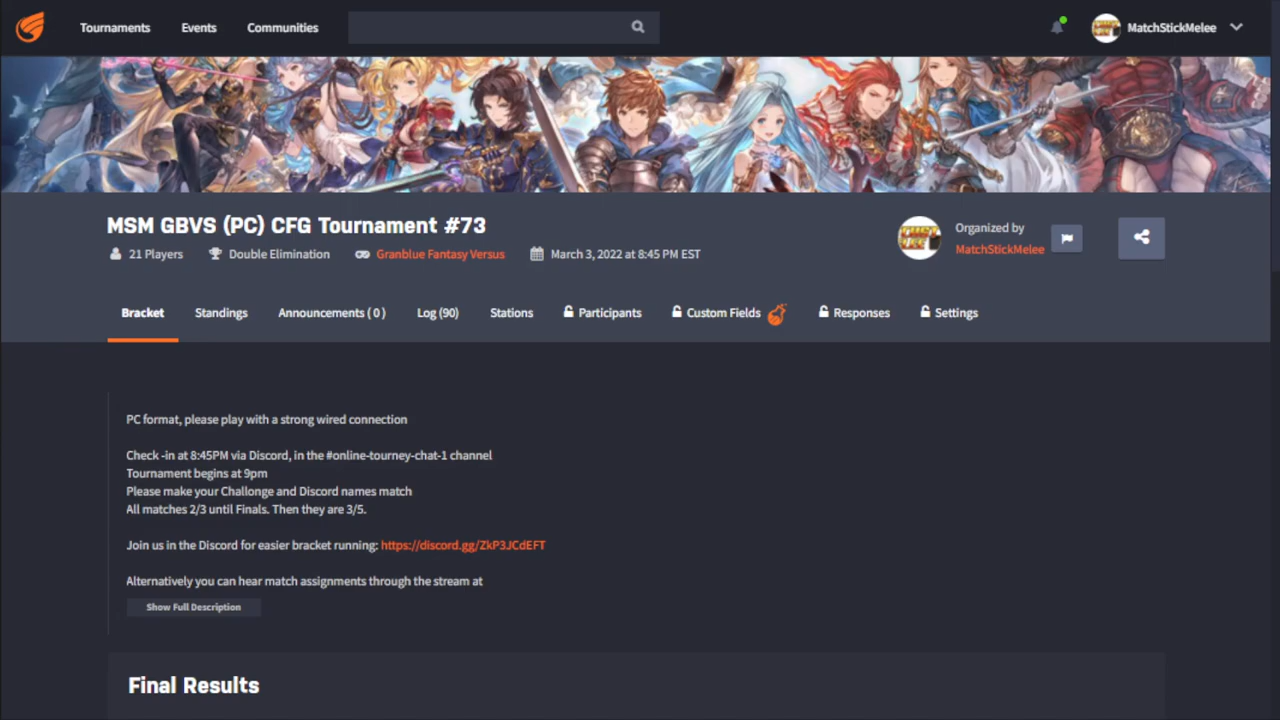 Tournaments Events Communities MatchStickMelee
MSM GBVS (PC) CFG Tournament #73
21 Players Double Elimination Granblue Fantasy Versus March 3, 2022 at 8:45 PM EST
Organized by
MatchStickMelee
Bracket Standings Announcements ( 0 ) Log (90) Stations Participants Custom Fields Responses Settings
PC format, please play with a strong wired connection
Check -in at 8:45PM via Discord, in the #online-tourney-chat-1 channel
Tournament begins at 9pm
Please make your Challonge and Discord names match
All matches 2/3 until Finals. Then they are 3/5.
Join us in the Discord for easier bracket running: https://discord.gg/ZkP3JCdEFT
Alternatively you can hear match assignments through the stream at
Show Full Description
Final Results